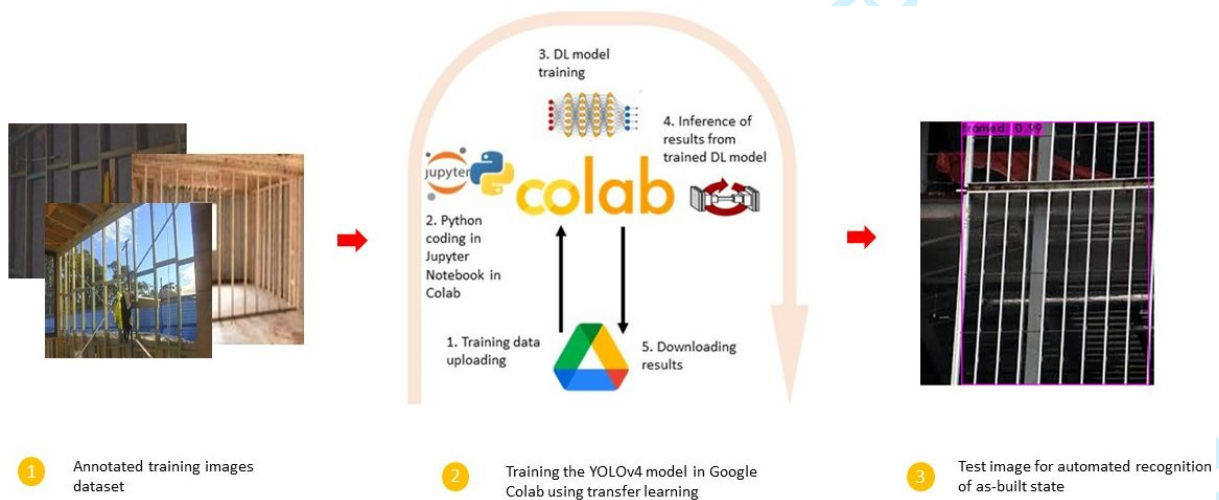 3. DL model
training
4. Inference of
results from
trained DL model
jupyter
colab
2. Python
coding in
Jupyter
Notebook in
Colab
1. Training data
uploading
5. Downloading
results
framed: 0.99
1
Annotated training images
dataset
2
Training the YOLOv4 model in Google
Colab using transfer learning
3
Test image for automated recognition
of as-built state